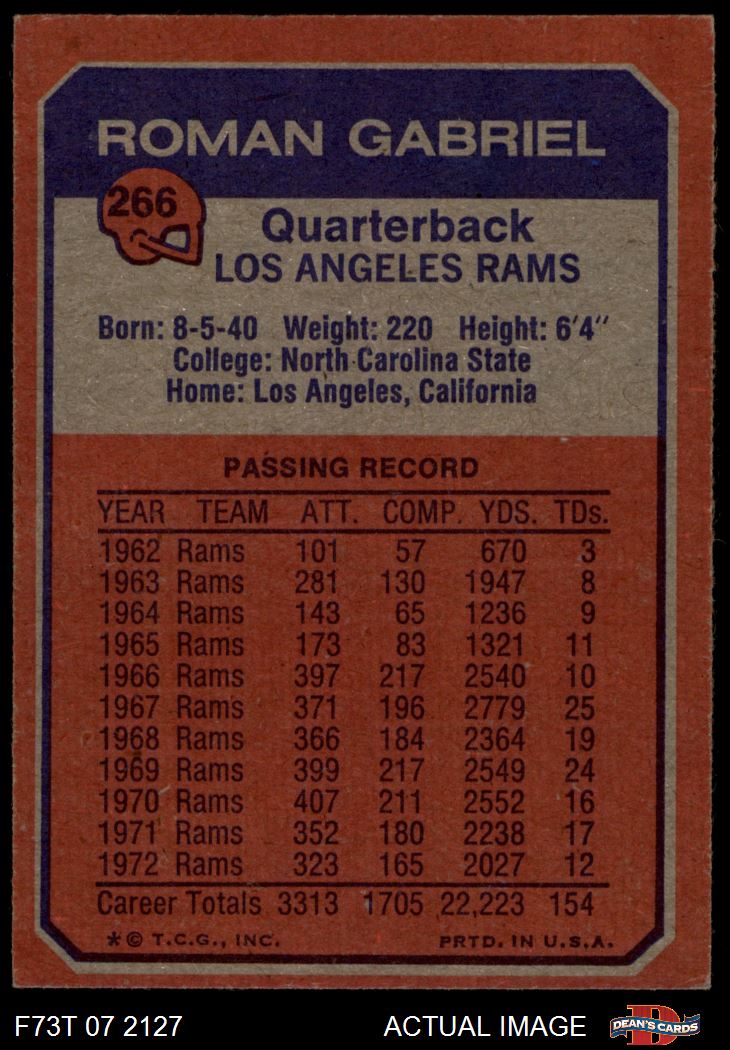 ROMAN GABRIEL
266
Quarterback
LOS ANGELES RAMS
Born: 8-5-40 Weight: 220 Height: 6'4"
College: North Carolina State
Home: Los Angeles, California
PASSING RECORD
YEAR TEAM ATT. COMP. YDS. TDs.
1962 Rams 101 57 670 3
1963 Rams 281 130 1947 8
1964 Rams 143 65 1236 9
1965 Rams 173 83 1321 11
1966 Rams 397 217 2540 10
1967 Rams 371 196 2779 25
1968 Rams 366 184 2364 19
1969 Rams 399 217 2549 24
1970 Rams 407 211 2552 16
1971 Rams 352 180 2238 17
1972 Rams 323 165 2027 12
Career Totals 3313 1705 22,223 154
*© T.C.G., INC. PRTD. IN U.S.A.
F73T 07 2127 ACTUAL IMAGE D DEAN'S CARDS